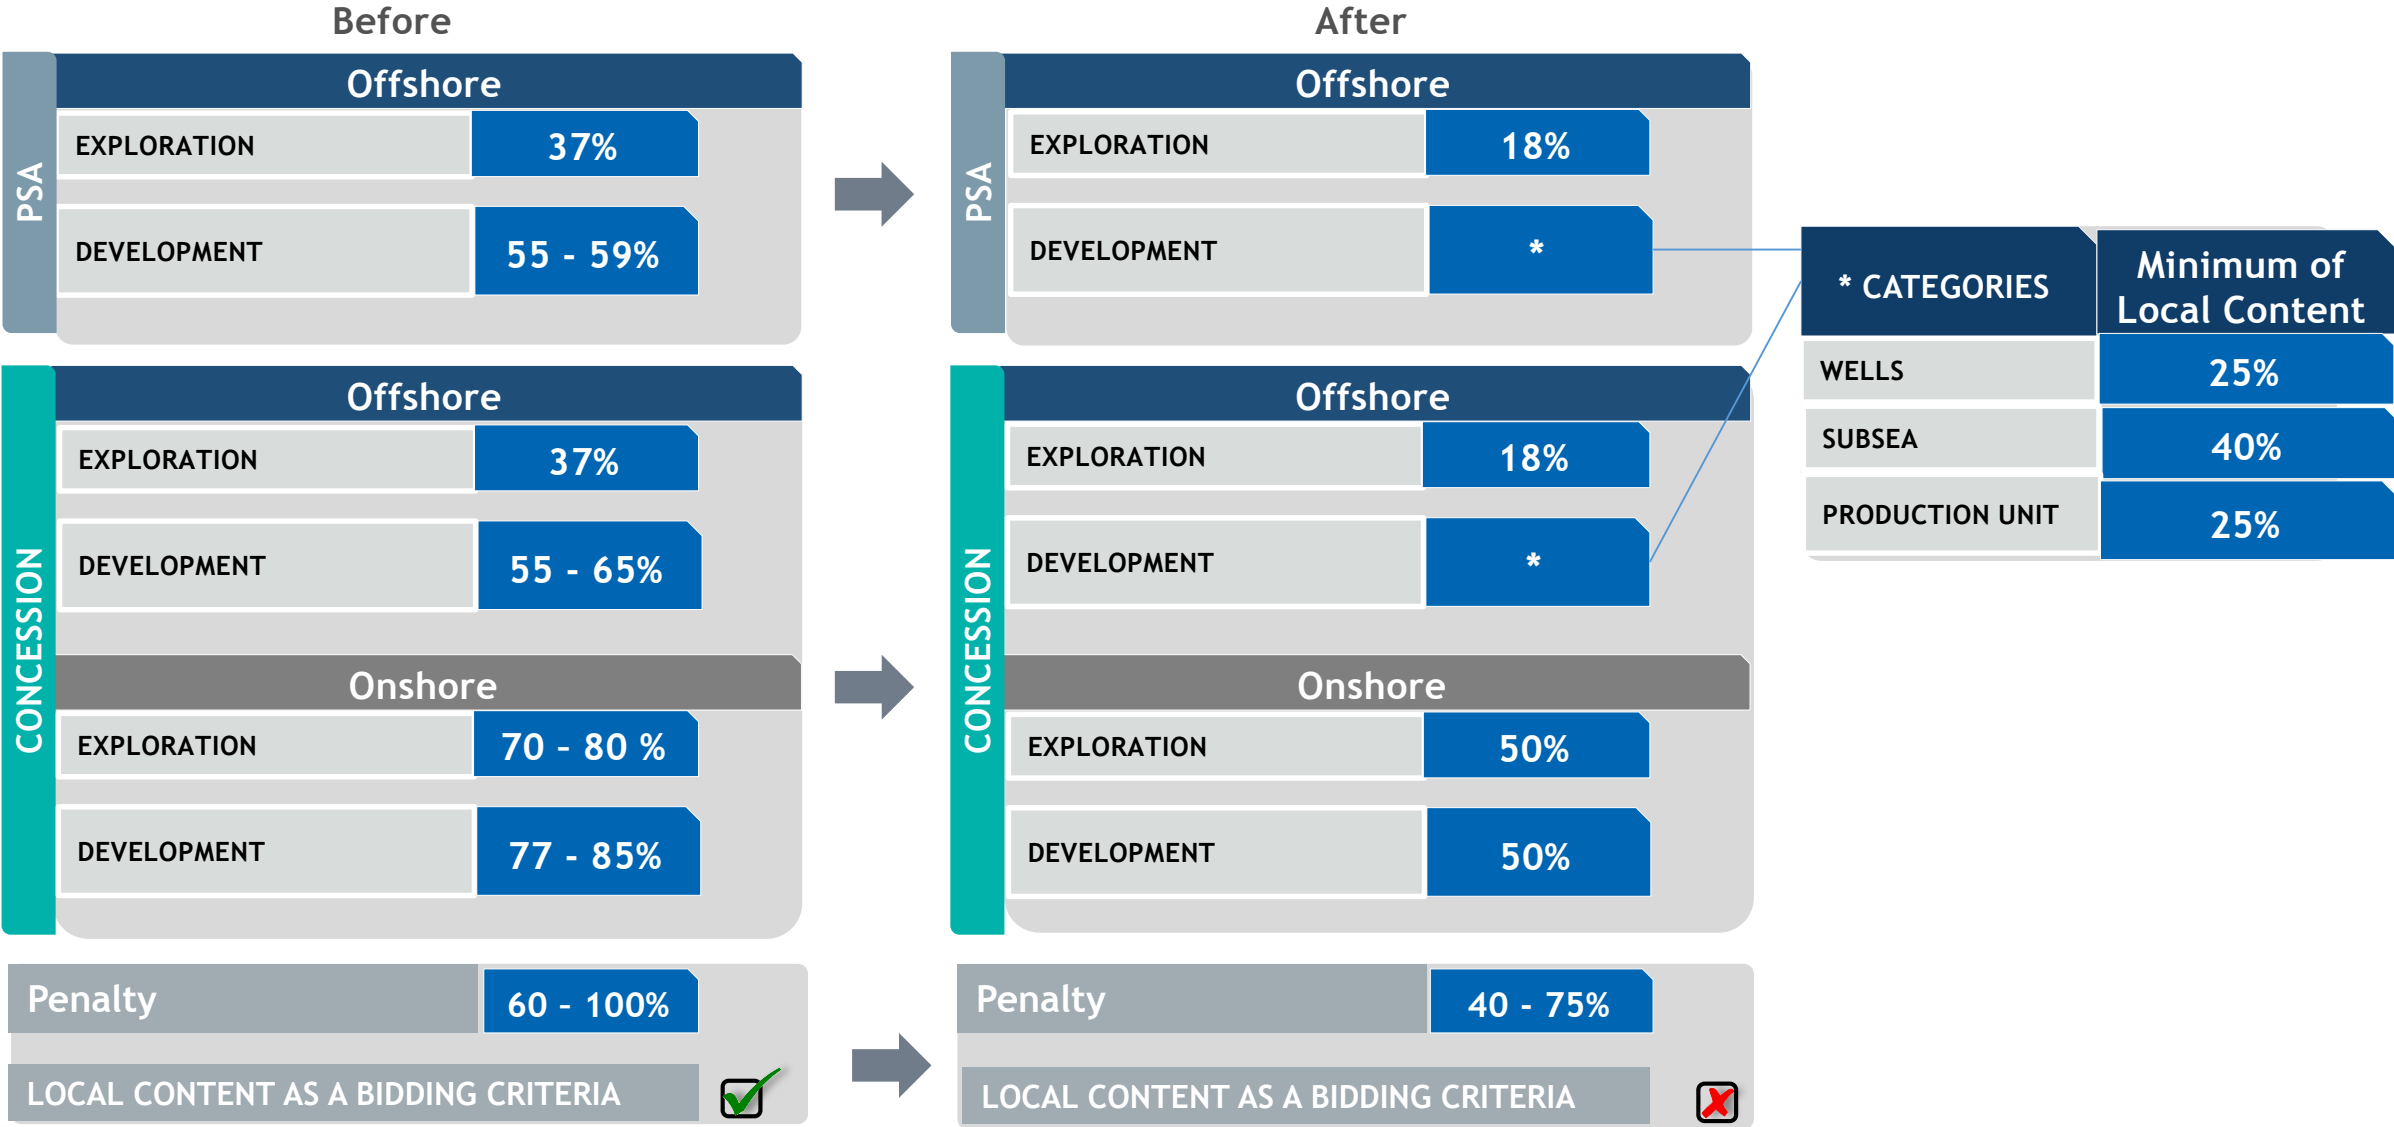 Before
PSA
Offshore
EXPLORATION
37%
DEVELOPMENT
55 - 59%
CONCESSION
Offshore
EXPLORATION
37%
DEVELOPMENT
55 - 65%
Onshore
EXPLORATION
70 - 80 %
DEVELOPMENT
77 - 85%
Penalty
60 - 100%
LOCAL CONTENT AS A BIDDING CRITERIA
After
PSA
Offshore
EXPLORATION
18%
DEVELOPMENT
*
CONCESSION
Offshore
EXPLORATION
18%
DEVELOPMENT
*
Onshore
EXPLORATION
50%
DEVELOPMENT
50%
Penalty
40 - 75%
LOCAL CONTENT AS A BIDDING CRITERIA
* CATEGORIES
Minimum of
Local Content
WELLS
25%
SUBSEA
40%
PRODUCTION UNIT
25%